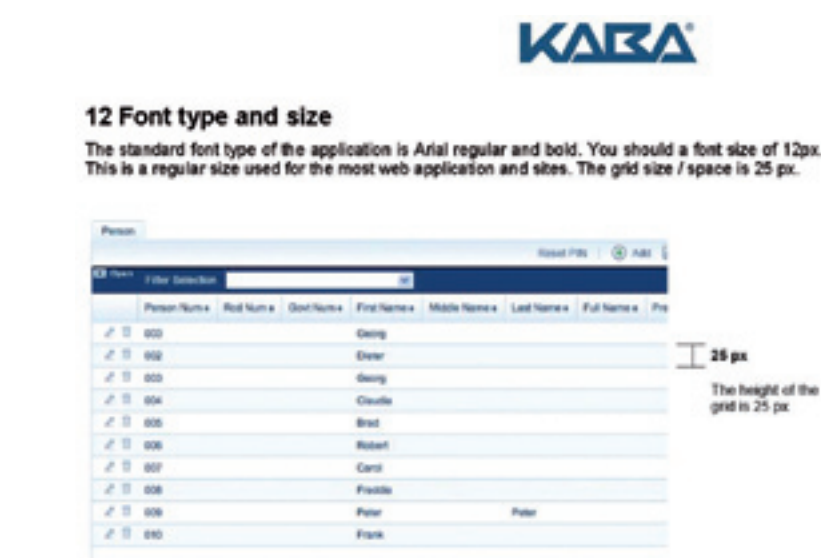 KABA®
12 Font type and size
The standard font type of the application is Arial regular and bold. You should a font size of 12px.
This is a regular size used for the most web application and sites. The grid size / space is 25 px.
Person
Reset PIN Add
Open Filter Selection
Person Num Rod Num Govt Num First Name Middle Name Last Name Full Name Pre
003 Georg
002 Dieter
003 Georg
004 Claudia
005 Brad
006 Robert
007 Carol
008 Freddie
009 Peter Peter
010 Frank
25 px
The height of the
grid is 25 px